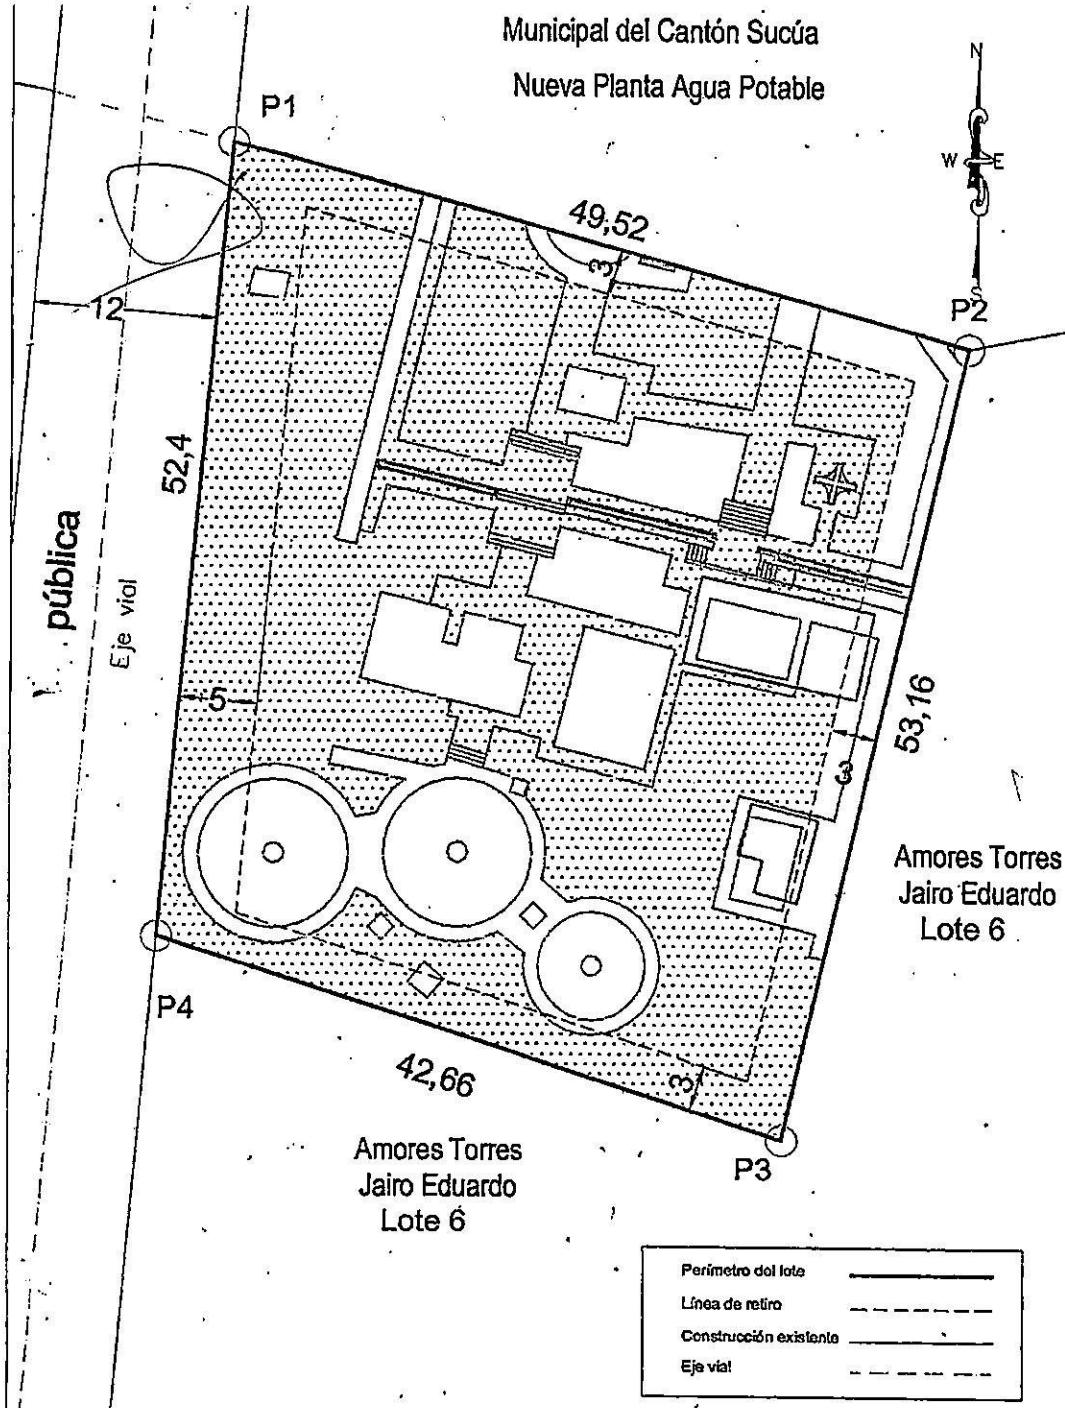 Municipal del Cantón Sucúa
Nueva Planta Agua Potable
N
W E
S
P1
49,52
3
P2
12
52,4
pública
Eje vial
5
53,16
3
Amores Torres
Jairo Eduardo
Lote 6
P4
42,66
3
P3
Amores Torres
Jairo Eduardo
Lote 6
Perímetro del lote
Línea de retiro
Construcción existente
Eje vial